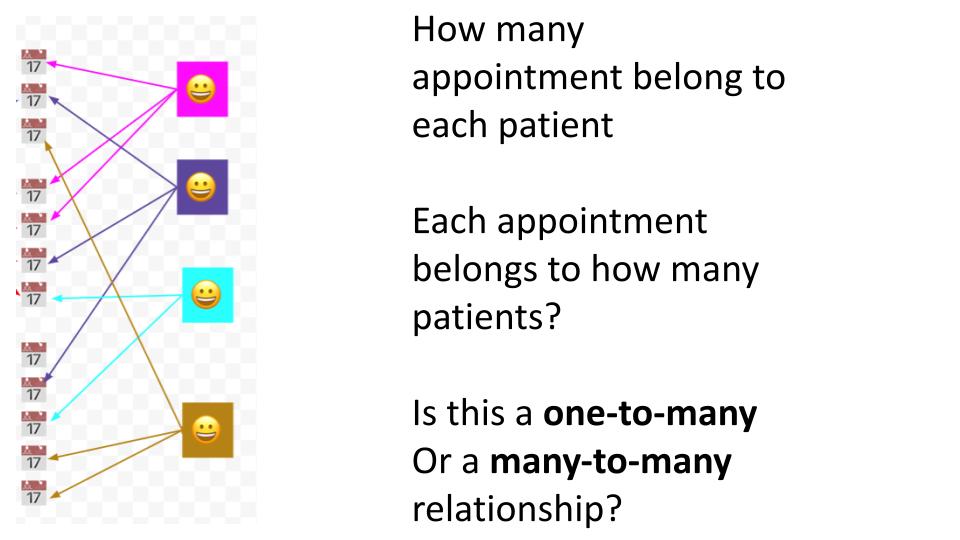 17
17
17
17
17
17
17
17
17
17
17
17
How many
appointment belong to
each patient
Each appointment
belongs to how many
patients?
Is this a one-to-many
Or a many-to-many
relationship?